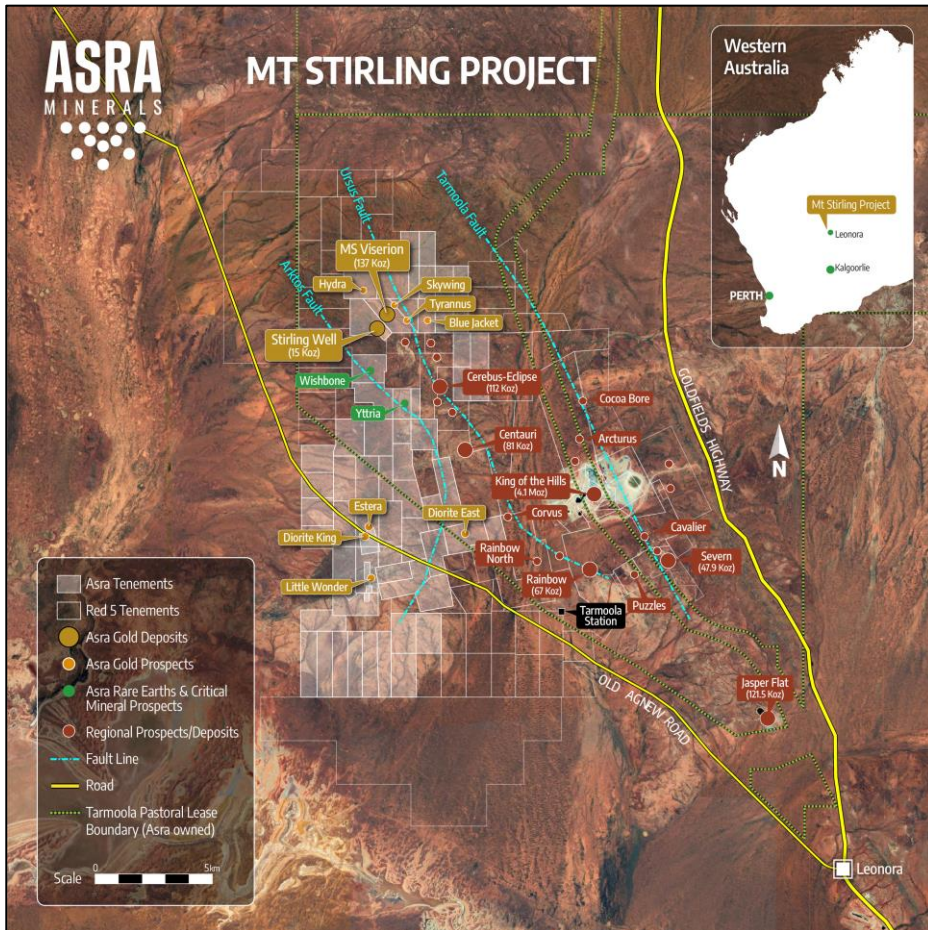 ASRA
MINERALS
MT STIRLING PROJECT
Western
Australia
Mt Stirling Project
Leonora
Kalgoorlie
PERTH
Ursus Fault
Tarmoola Fault
Arktos Fault
MS Viserion
(137 Koz)
Hydra
Skywing
Tyrannus
Blue Jacket
Stirling Well
(15 Koz)
Wishbone
Yttria
Cerebus-Eclipse
(112 Koz)
Cocoa Bore
GOLDFIELDS HIGHWAY
N
Centauri
(81 Koz)
Arcturus
King of the Hills
(4.1 Moz)
Estera
Diorite East
Corvus
Diorite King
Cavalier
Rainbow
North
Severn
(47.9 Koz)
Little Wonder
Rainbow
(67 Koz)
Puzzles
Tarmoola
Station
Jasper Flat
(121.5 Koz)
OLD AGNEW ROAD
Leonora
Asra Tenements
Red 5 Tenements
Asra Gold Deposits
Asra Gold Prospects
Asra Rare Earths & Critical
Mineral Prospects
Regional Prospects/Deposits
Fault Line
Road
Tarmoola Pastoral Lease
Boundary (Asra owned)
0 5km
Scale